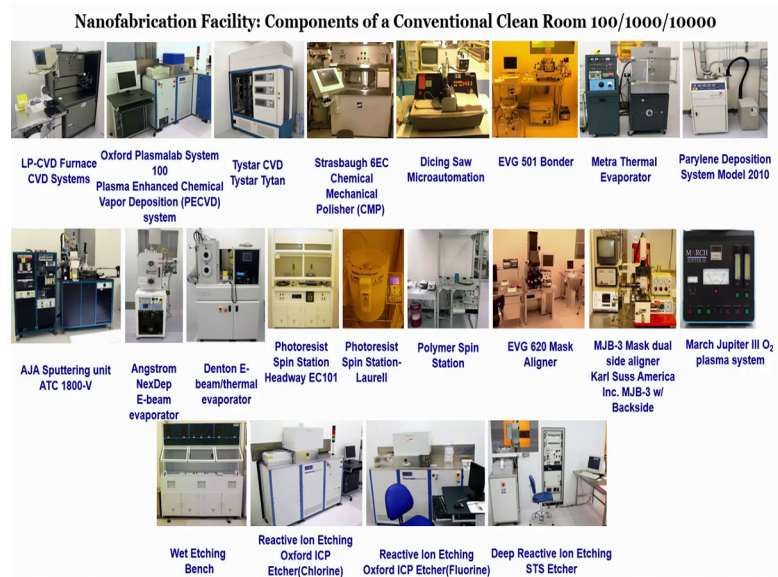 Nanofabrication Facility: Components of a Conventional Clean Room 100/1000/10000
LP-CVD Furnace
CVD Systems
Oxford Plasmalab System
100
Plasma Enhanced Chemical
Vapor Deposition (PECVD)
system
Tystar CVD
Tystar Tytan
Strasbaugh 6EC
Chemical
Mechanical
Polisher (CMP)
Dicing Saw
Microautomation
EVG 501 Bonder
Metra Thermal
Evaporator
Parylene Deposition
System Model 2010
AJA Sputtering unit
ATC 1800-V
Angstrom
NexDep
E-beam
evaporator
Denton E-
beam/thermal
evaporator
Photoresist
Spin Station
Headway EC101
Photoresist
Spin Station-
Laurell
Polymer Spin
Station
EVG 620 Mask
Aligner
MJB-3 Mask dual
side aligner
Karl Suss America
Inc. MJB-3 w/
Backside
MARCH
March Jupiter III O₂
plasma system
Wet Etching
Bench
Reactive Ion Etching
Oxford ICP
Etcher(Chlorine)
Reactive Ion Etching
Oxford ICP Etcher(Fluorine)
Deep Reactive Ion Etching
STS Etcher